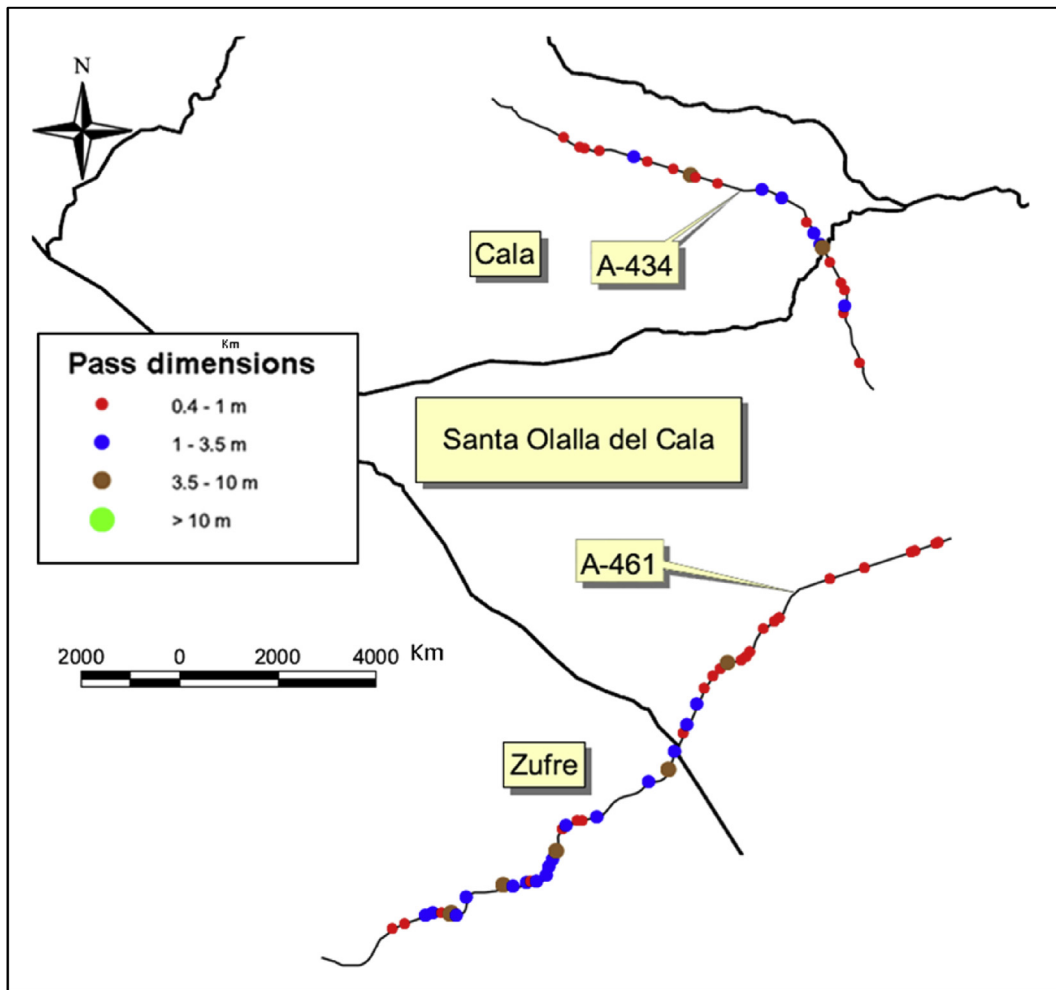 N
Cala
A-434
Km
Pass dimensions
0.4 - 1 m
1 - 3.5 m
3.5 - 10 m
> 10 m
Santa Olalla del Cala
A-461
2000 0 2000 4000 Km
Zufre